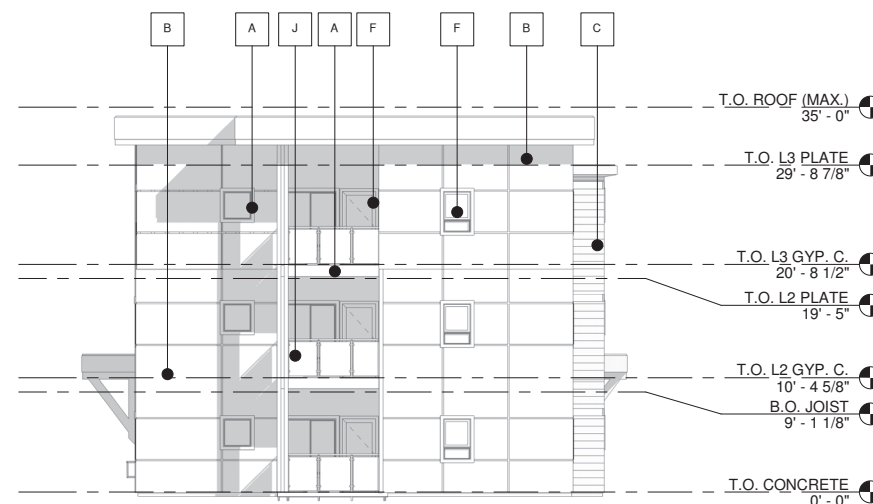 B A J A F F B C
T.O. ROOF (MAX.)
35' - 0"
T.O. L3 PLATE
29' - 8 7/8"
T.O. L3 GYP. C.
20' - 8 1/2"
T.O. L2 PLATE
19' - 5"
T.O. L2 GYP. C.
10' - 4 5/8"
B.O. JOIST
9' - 1 1/8"
T.O. CONCRETE
0' - 0"